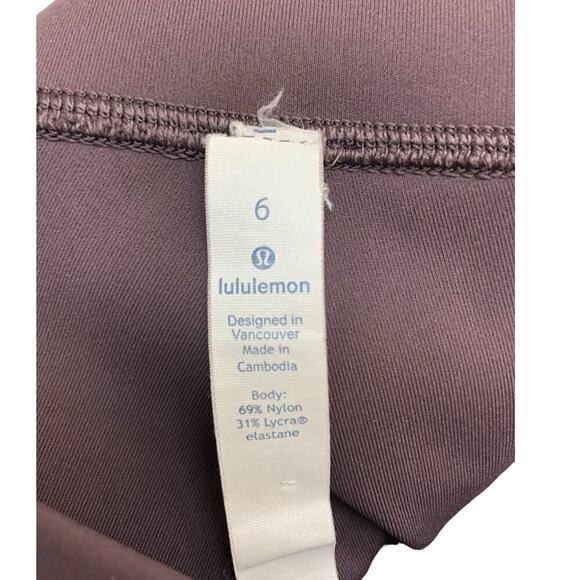 6
lululemon
Designed in
Vancouver
Made in
Cambodia
Body:
69% Nylon
31% Lycra®
elastane